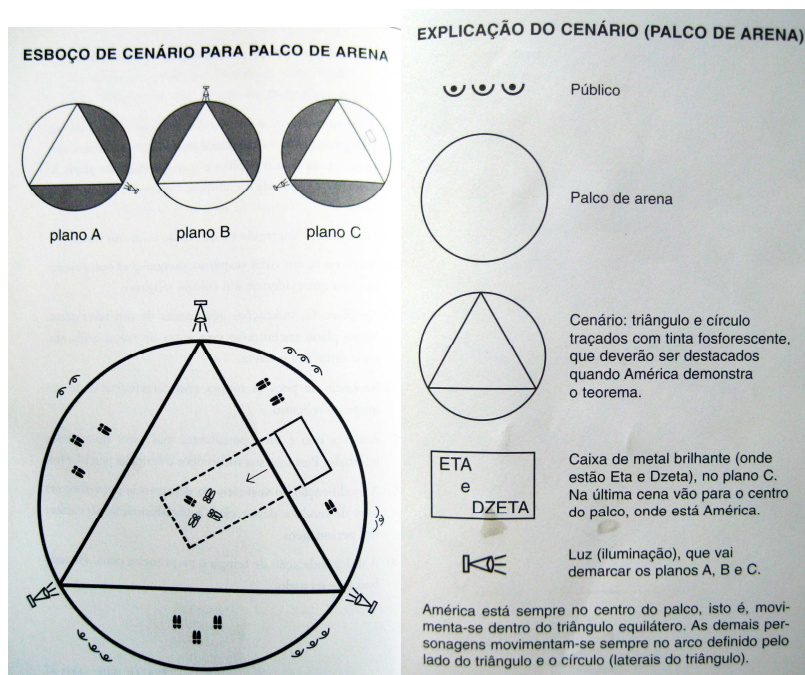 ESBOÇO DE CENÁRIO PARA PALCO DE ARENA
plano A
plano B
plano C
EXPLICAÇÃO DO CENÁRIO (PALCO DE ARENA)
Público
Palco de arena
Cenário: triângulo e círculo
traçados com tinta fosforescente,
que deverão ser destacados
quando América demonstra
o teorema.
ETA
e
DZETA
Caixa de metal brilhante (onde
estão Eta e Dzeta), no plano C.
Na última cena vão para o centro
do palco, onde está América.
Luz (iluminação), que vai
demarcar os planos A, B e C.
América está sempre no centro do palco, isto é, movi-
menta-se dentro do triângulo equilátero. As demais per-
sonagens movimentam-se sempre no arco definido pelo
lado do triângulo e o círculo (laterais do triângulo).